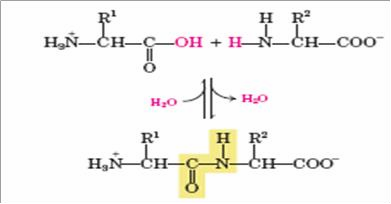 R¹ H R²
H₃N⁺—CH—C—OH + H—N—CH—COO⁻
O
H₂O H₂O
R¹ H R²
H₃N⁺—CH—C—N—CH—COO⁻
O